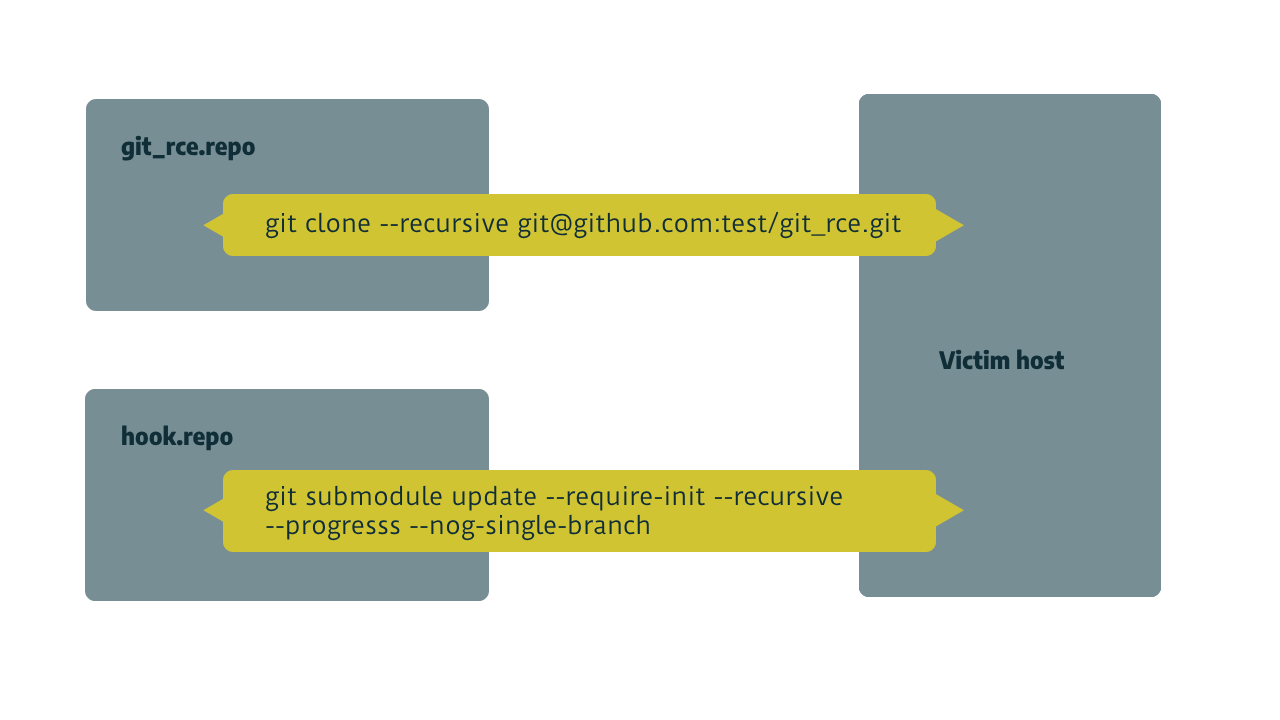 git_rce.repo
git clone --recursive git@github.com:test/git_rce.git
Victim host
hook.repo
git submodule update --require-init --recursive
--progresss --nog-single-branch